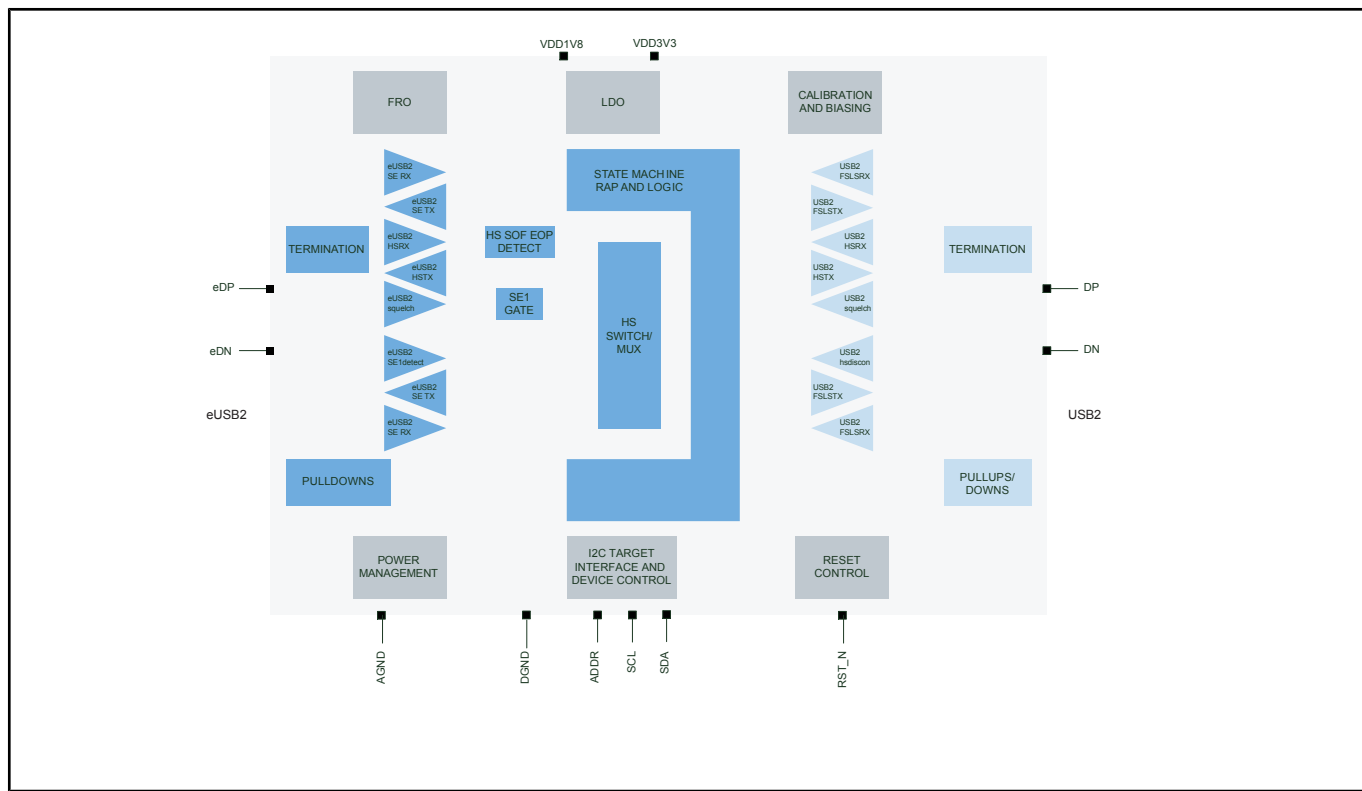 VDD1V8
VDD3V3
FRO
LDO
CALIBRATION
AND BIASING
eUSB2
SE RX
eUSB2
SE TX
eUSB2
HSRX
eUSB2
HSTX
eUSB2
squelch
eUSB2
SE1detect
eUSB2
SE TX
eUSB2
SE RX
TERMINATION
eDP
eDN
eUSB2
PULLDOWNS
HS SOF EOP
DETECT
SE1
GATE
STATE MACHINE
RAP AND LOGIC
HS
SWITCH/
MUX
USB2
FSLSRX
USB2
FSLSTX
USB2
HSRX
USB2
HSTX
USB2
squelch
USB2
hsdiscon
USB2
FSLSTX
USB2
FSLSRX
TERMINATION
DP
DN
USB2
PULLUPS/
DOWNS
POWER
MANAGEMENT
I2C TARGET
INTERFACE AND
DEVICE CONTROL
RESET
CONTROL
AGND
DGND
ADDR
SCL
SDA
RST_N